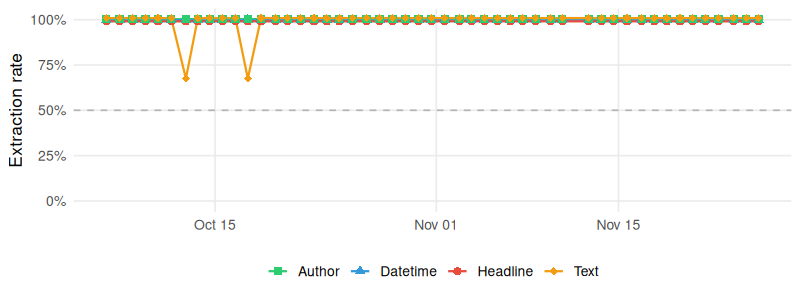 Extraction rate
100%
75%
50%
25%
0%
Oct 15 Nov 01 Nov 15
Author Datetime Headline Text